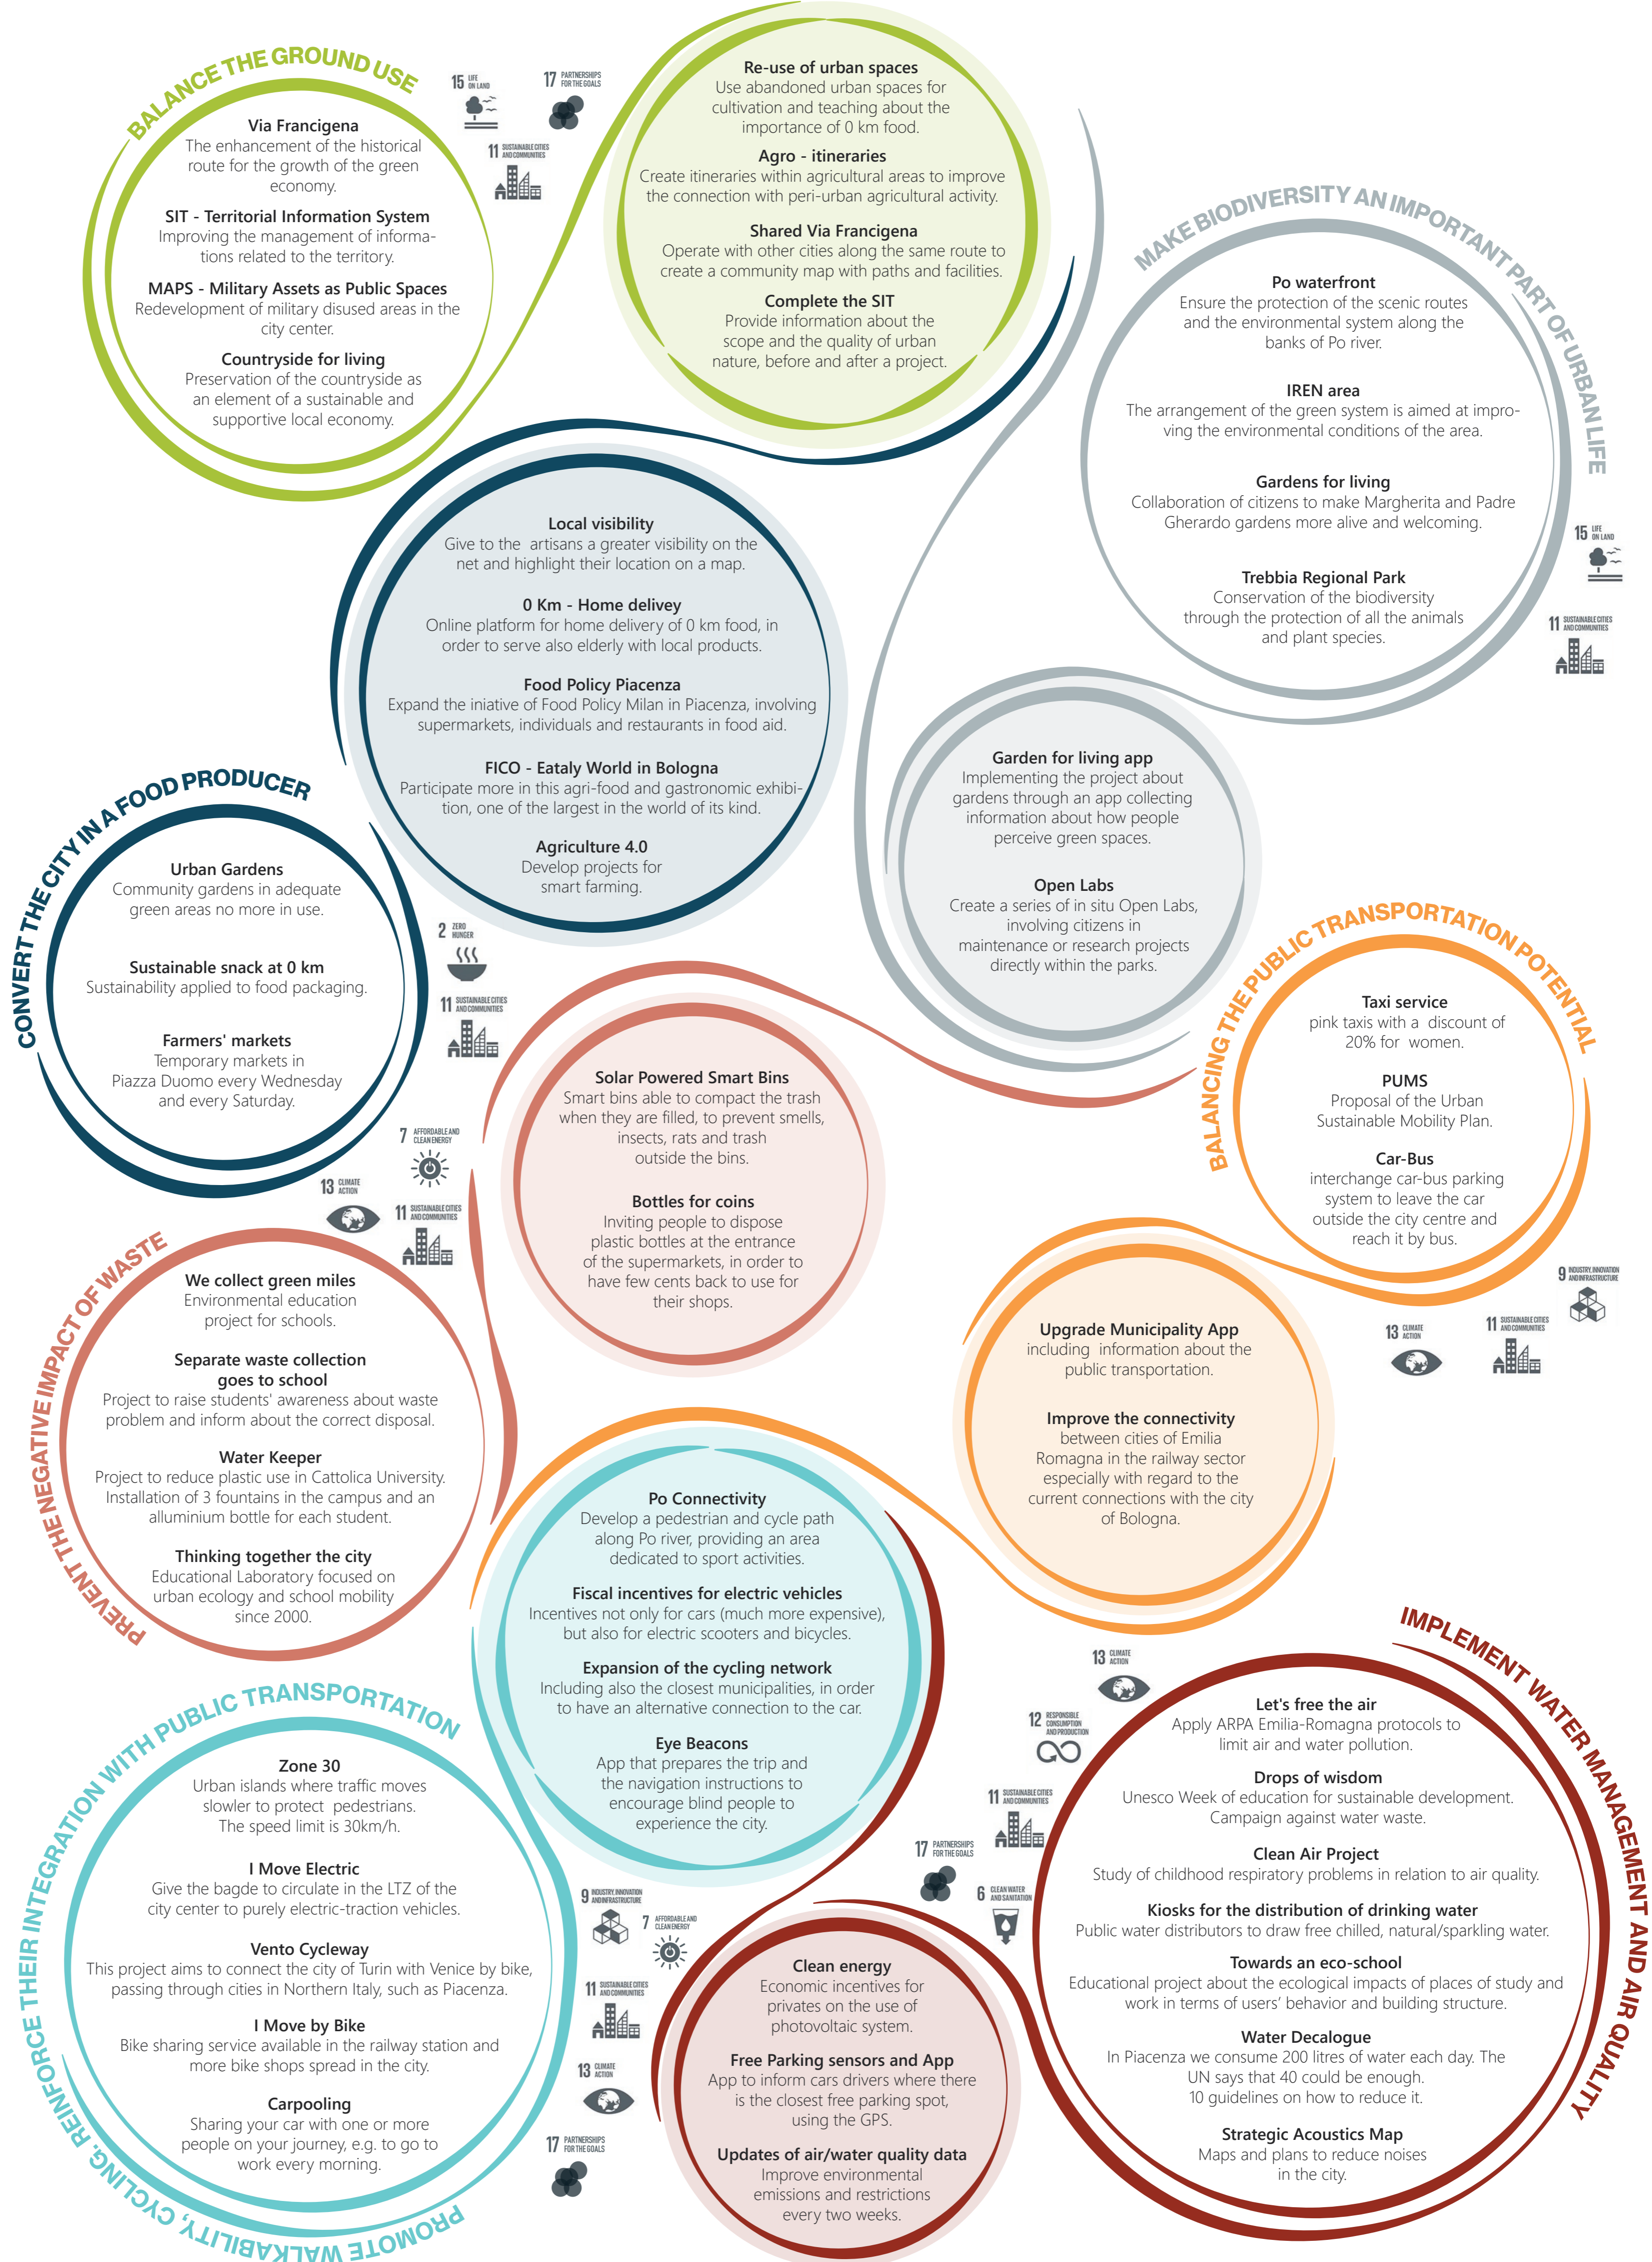 BALANCE THE GROUND USE
Via Francigena
The enhancement of the historical
route for the growth of the green
economy.
SIT - Territorial Information System
Improving the management of informa-
tions related to the territory.
MAPS - Military Assets as Public Spaces
Redevelopment of military disused areas in the
city center.
Countryside for living
Preservation of the countryside as
an element of a sustainable and
supportive local economy.
15 LIFE
ON LAND
17 PARTNERSHIPS
FOR THE GOALS
11 SUSTAINABLE CITIES
AND COMMUNITIES
Re-use of urban spaces
Use abandoned urban spaces for
cultivation and teaching about the
importance of 0 km food.
Agro - itineraries
Create itineraries within agricultural areas to improve
the connection with peri-urban agricultural activity.
Shared Via Francigena
Operate with other cities along the same route to
create a community map with paths and facilities.
Complete the SIT
Provide information about the
scope and the quality of urban
nature, before and after a project.
MAKE BIODIVERSITY AN IMPORTANT PART OF URBAN LIFE
Po waterfront
Ensure the protection of the scenic routes
and the environmental system along the
banks of Po river.
IREN area
The arrangement of the green system is aimed at impro-
ving the environmental conditions of the area.
Gardens for living
Collaboration of citizens to make Margherita and Padre
Gherardo gardens more alive and welcoming.
Trebbia Regional Park
Conservation of the biodiversity
through the protection of all the animals
and plant species.
15 LIFE
ON LAND
11 SUSTAINABLE CITIES
AND COMMUNITIES
Local visibility
Give to the artisans a greater visibility on the
net and highlight their location on a map.
0 Km - Home delivey
Online platform for home delivery of 0 km food, in
order to serve also elderly with local products.
Food Policy Piacenza
Expand the iniative of Food Policy Milan in Piacenza, involving
supermarkets, individuals and restaurants in food aid.
FICO - Eataly World in Bologna
Participate more in this agri-food and gastronomic exhibi-
tion, one of the largest in the world of its kind.
Agriculture 4.0
Develop projects for
smart farming.
Garden for living app
Implementing the project about
gardens through an app collecting
information about how people
perceive green spaces.
Open Labs
Create a series of in situ Open Labs,
involving citizens in
maintenance or research projects
directly within the parks.
CONVERT THE CITY IN A FOOD PRODUCER
Urban Gardens
Community gardens in adequate
green areas no more in use.
Sustainable snack at 0 km
Sustainability applied to food packaging.
Farmers' markets
Temporary markets in
Piazza Duomo every Wednesday
and every Saturday.
2 ZERO
HUNGER
11 SUSTAINABLE CITIES
AND COMMUNITIES
BALANCING THE PUBLIC TRANSPORTATION POTENTIAL
Taxi service
pink taxis with a discount of
20% for women.
PUMS
Proposal of the Urban
Sustainable Mobility Plan.
Car-Bus
interchange car-bus parking
system to leave the car
outside the city centre and
reach it by bus.
9 INDUSTRY, INNOVATION
AND INFRASTRUCTURE
11 SUSTAINABLE CITIES
AND COMMUNITIES
13 CLIMATE
ACTION
Solar Powered Smart Bins
Smart bins able to compact the trash
when they are filled, to prevent smells,
insects, rats and trash
outside the bins.
Bottles for coins
Inviting people to dispose
plastic bottles at the entrance
of the supermarkets, in order to
have few cents back to use for
their shops.
7 AFFORDABLE AND
CLEAN ENERGY
13 CLIMATE
ACTION
11 SUSTAINABLE CITIES
AND COMMUNITIES
PREVENT THE NEGATIVE IMPACT OF WASTE
We collect green miles
Environmental education
project for schools.
Separate waste collection
goes to school
Project to raise students' awareness about waste
problem and inform about the correct disposal.
Water Keeper
Project to reduce plastic use in Cattolica University.
Installation of 3 fountains in the campus and an
alluminium bottle for each student.
Thinking together the city
Educational Laboratory focused on
urban ecology and school mobility
since 2000.
Upgrade Municipality App
including information about the
public transportation.
Improve the connectivity
between cities of Emilia
Romagna in the railway sector
especially with regard to the
current connections with the city
of Bologna.
Po Connectivity
Develop a pedestrian and cycle path
along Po river, providing an area
dedicated to sport activities.
Fiscal incentives for electric vehicles
Incentives not only for cars (much more expensive),
but also for electric scooters and bicycles.
Expansion of the cycling network
Including also the closest municipalities, in order
to have an alternative connection to the car.
Eye Beacons
App that prepares the trip and
the navigation instructions to
encourage blind people to
experience the city.
PROMOTE WALKABILITY, CYCLING. REINFORCE THEIR INTEGRATION WITH PUBLIC TRANSPORTATION
Zone 30
Urban islands where traffic moves
slower to protect pedestrians.
The speed limit is 30km/h.
I Move Electric
Give the bagde to circulate in the LTZ of the
city center to purely electric-traction vehicles.
Vento Cycleway
This project aims to connect the city of Turin with Venice by bike,
passing through cities in Northern Italy, such as Piacenza.
I Move by Bike
Bike sharing service available in the railway station and
more bike shops spread in the city.
Carpooling
Sharing your car with one or more
people on your journey, e.g. to go to
work every morning.
9 INDUSTRY, INNOVATION
AND INFRASTRUCTURE
7 AFFORDABLE AND
CLEAN ENERGY
11 SUSTAINABLE CITIES
AND COMMUNITIES
13 CLIMATE
ACTION
17 PARTNERSHIPS
FOR THE GOALS
IMPLEMENT WATER MANAGEMENT AND AIR QUALITY
Let's free the air
Apply ARPA Emilia-Romagna protocols to
limit air and water pollution.
Drops of wisdom
Unesco Week of education for sustainable development.
Campaign against water waste.
Clean Air Project
Study of childhood respiratory problems in relation to air quality.
Kiosks for the distribution of drinking water
Public water distributors to draw free chilled, natural/sparkling water.
Towards an eco-school
Educational project about the ecological impacts of places of study and
work in terms of users’ behavior and building structure.
Water Decalogue
In Piacenza we consume 200 litres of water each day. The
UN says that 40 could be enough.
10 guidelines on how to reduce it.
Strategic Acoustics Map
Maps and plans to reduce noises
in the city.
13 CLIMATE
ACTION
12 RESPONSIBLE
CONSUMPTION
AND PRODUCTION
11 SUSTAINABLE CITIES
AND COMMUNITIES
17 PARTNERSHIPS
FOR THE GOALS
6 CLEAN WATER
AND SANITATION
Clean energy
Economic incentives for
privates on the use of
photovoltaic system.
Free Parking sensors and App
App to inform cars drivers where there
is the closest free parking spot,
using the GPS.
Updates of air/water quality data
Improve environmental
emissions and restrictions
every two weeks.